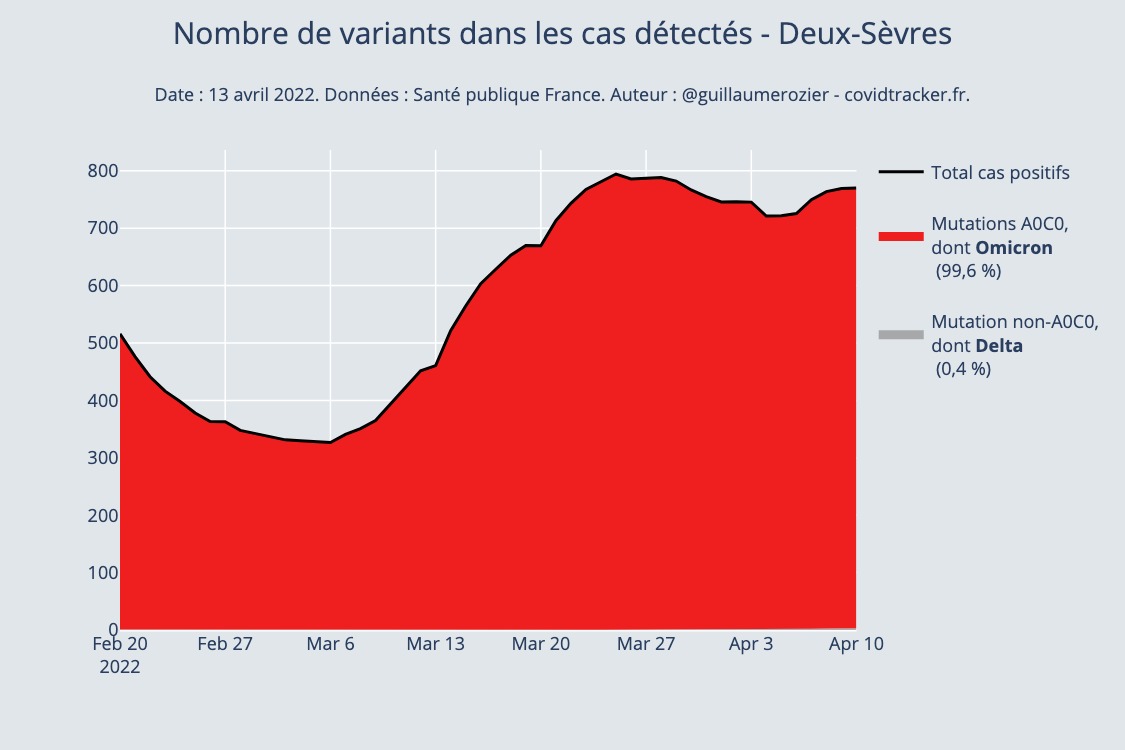 Nombre de variants dans les cas détectés - Deux-Sèvres
Date : 13 avril 2022. Données : Santé publique France. Auteur : @guillaumerozier - covidtracker.fr.
800
700
600
500
400
300
200
100
0
Feb 20
2022
Feb 27
Mar 6
Mar 13
Mar 20
Mar 27
Apr 3
Apr 10
Total cas positifs
Mutations A0C0,
dont Omicron
(99,6 %)
Mutation non-A0C0,
dont Delta
(0,4 %)